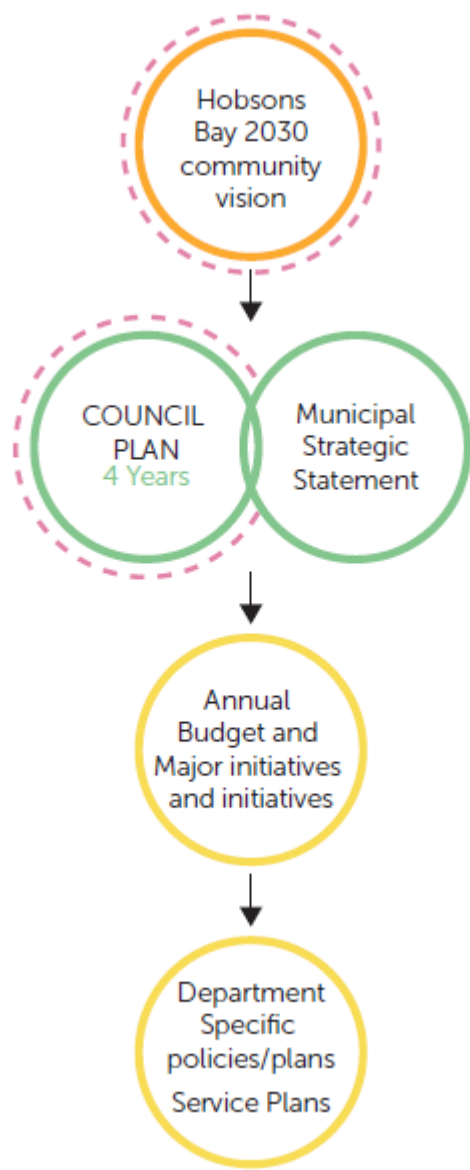 Hobsons
Bay 2030
community
vision
COUNCIL
PLAN
4 Years
Municipal
Strategic
Statement
Annual
Budget and
Major initiatives
and initiatives
Department
Specific
policies/plans
Service Plans